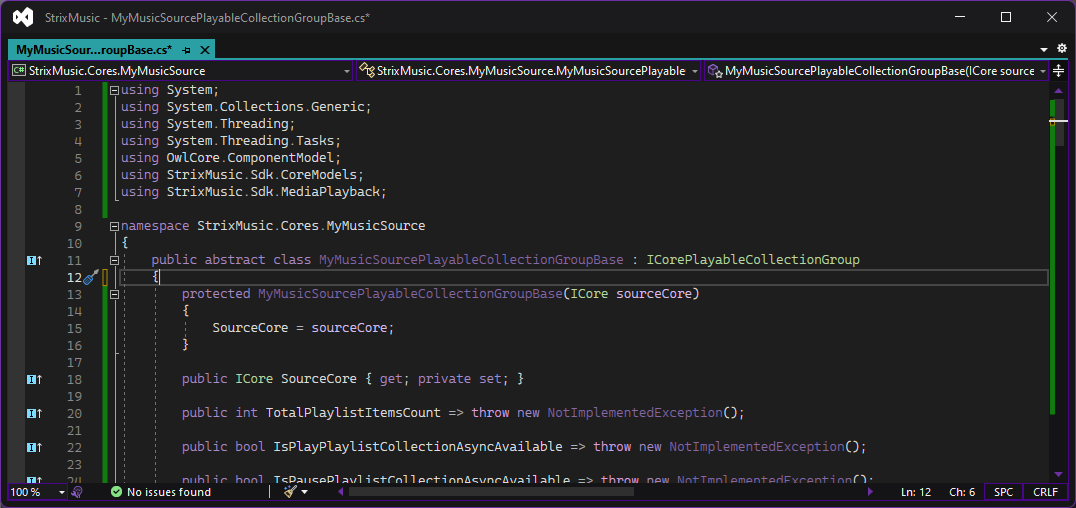 StrixMusic - MyMusicSourcePlayableCollectionGroupBase.cs*
MyMusicSour...roupBase.cs*
StrixMusic.Cores.MyMusicSource
StrixMusic.Cores.MyMusicSource.MyMusicSourcePlayable
MyMusicSourcePlayableCollectionGroupBase(ICore source
1 using System;
2 using System.Collections.Generic;
3 using System.Threading;
4 using System.Threading.Tasks;
5 using OwlCore.ComponentModel;
6 using StrixMusic.Sdk.CoreModels;
7 using StrixMusic.Sdk.MediaPlayback;
8
9 namespace StrixMusic.Cores.MyMusicSource
10 {
11 public abstract class MyMusicSourcePlayableCollectionGroupBase : ICorePlayableCollectionGroup
12 {
13 protected MyMusicSourcePlayableCollectionGroupBase(ICore sourceCore)
14 {
15 SourceCore = sourceCore;
16 }
17
18 public ICore SourceCore { get; private set; }
19
20 public int TotalPlaylistItemsCount => throw new NotImplementedException();
21
22 public bool IsPlayPlaylistCollectionAsyncAvailable => throw new NotImplementedException();
23
24 public bool IsPausePlaylistCollectionAsyncAvailable => throw new NotImplementedException();
100 %
No issues found
Ln: 12
Ch: 6
SPC
CRLF